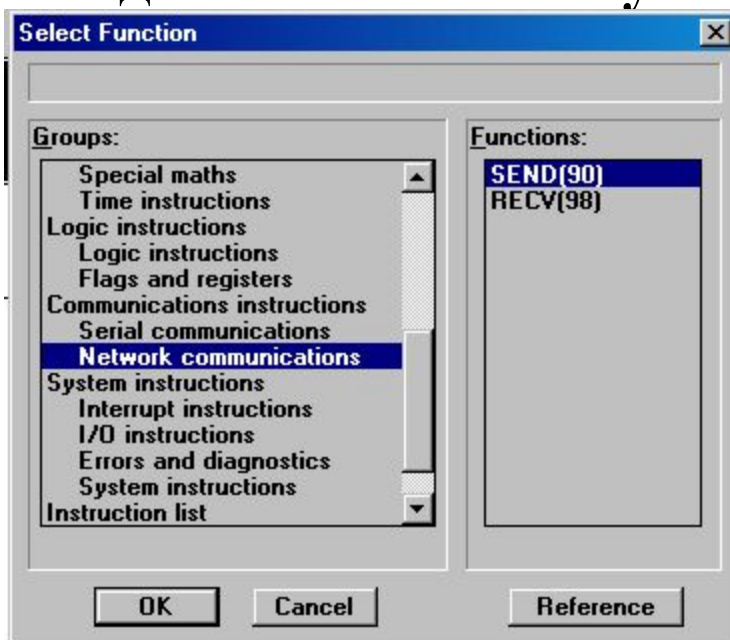 Select Function
Groups:
Special maths
Time instructions
Logic instructions
Logic instructions
Flags and registers
Communications instructions
Serial communications
Network communications
System instructions
Interrupt instructions
I/O instructions
Errors and diagnostics
System instructions
Instruction list
Functions:
SEND(90)
RECV(98)
OK Cancel Reference